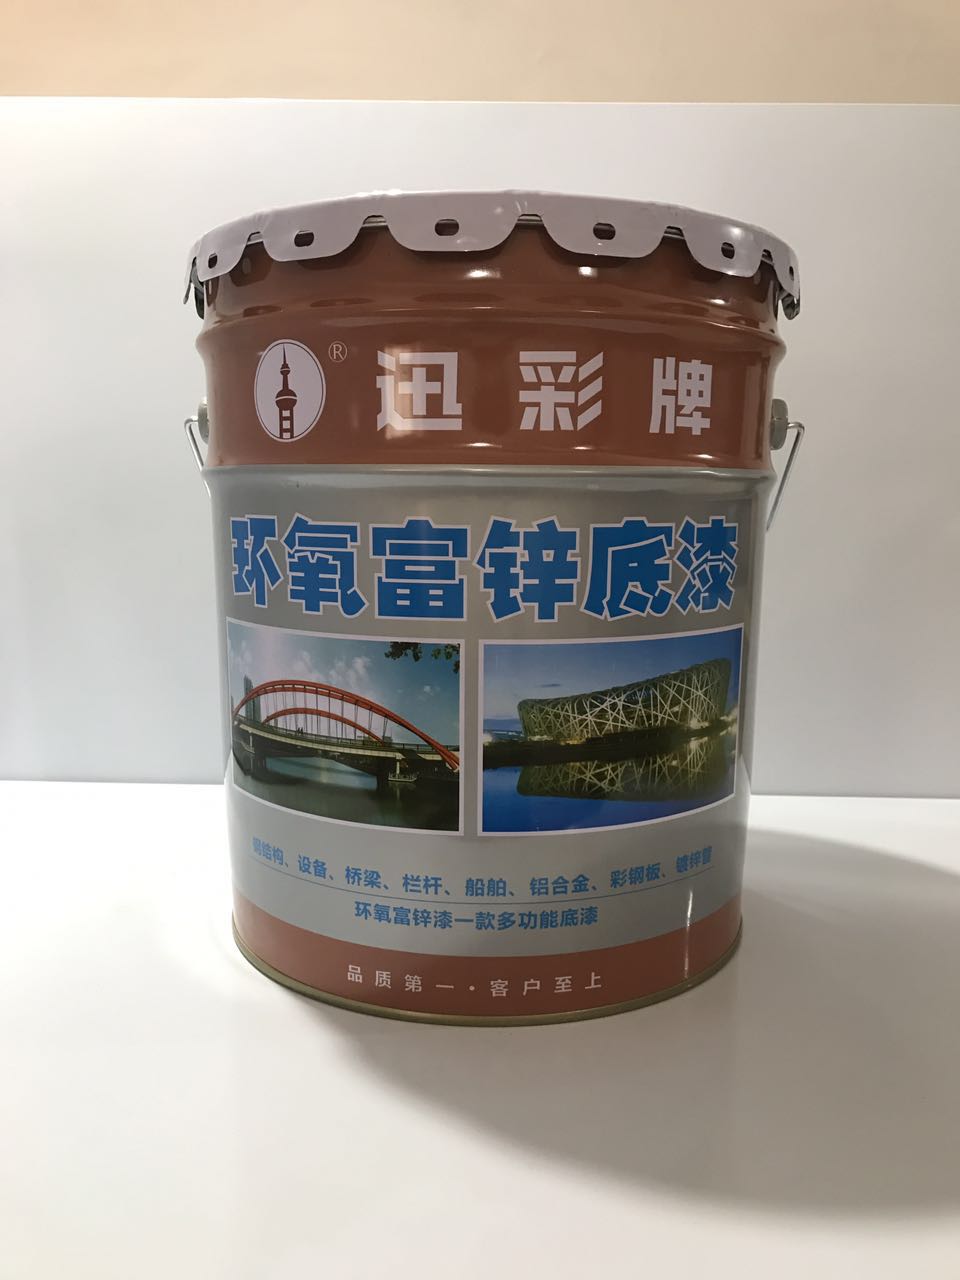 ® 迅彩牌
环氧富锌底漆
钢结构、设备、桥梁、栏杆、船舶、铝合金、彩钢板、镀锌管
环氧富锌漆一款多功能底漆
品质第一·客户至上